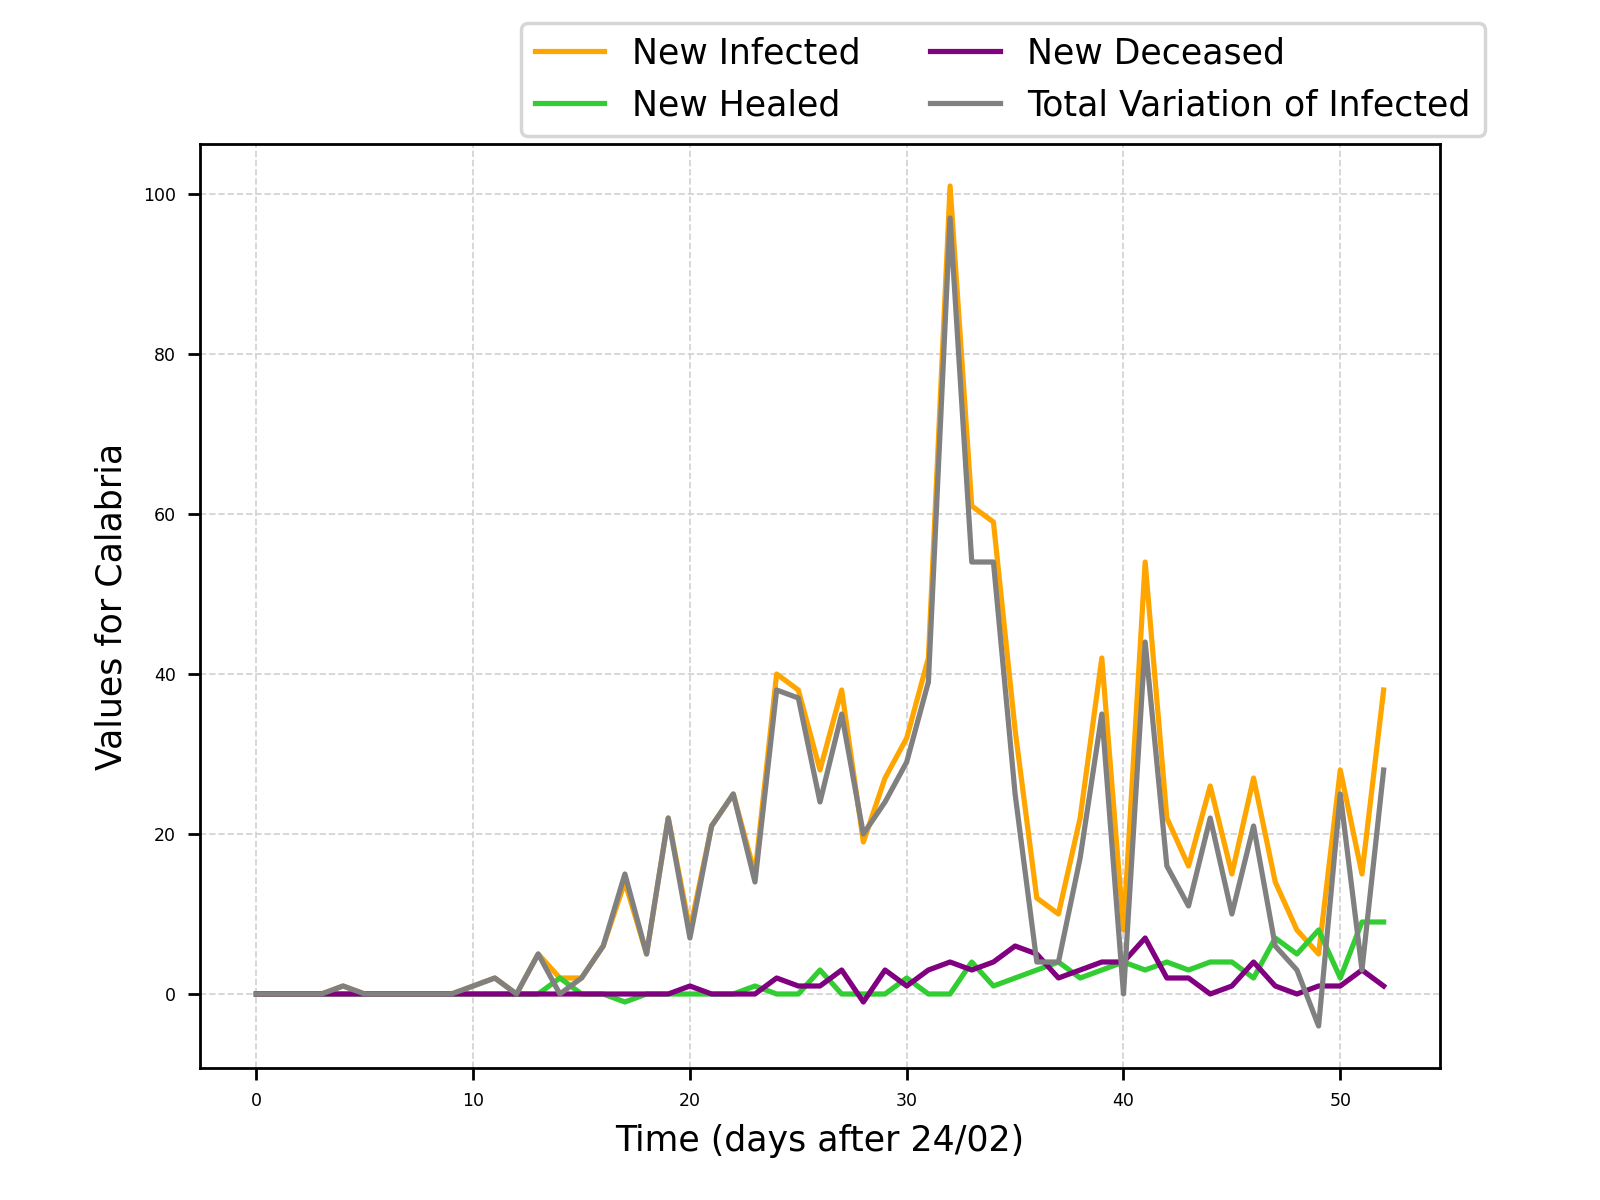 New Infected
New Healed
New Deceased
Total Variation of Infected
100
80
60
40
20
0
Values for Calabria
0 10 20 30 40 50
Time (days after 24/02)